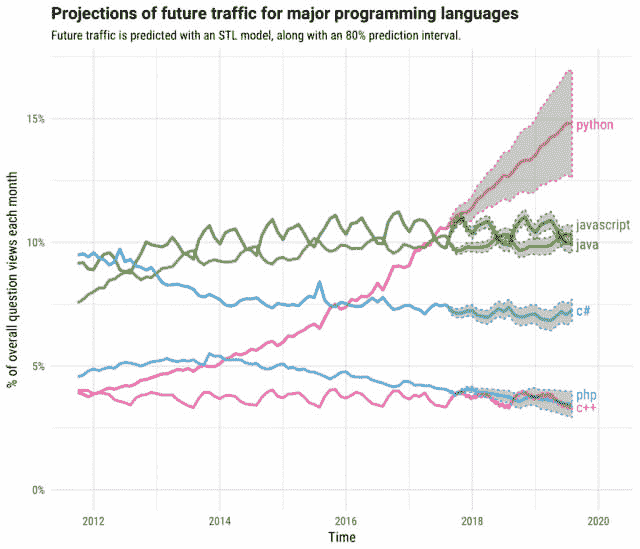 Projections of future traffic for major programming languages
Future traffic is predicted with an STL model, along with an 80% prediction interval.
15%
10%
5%
0%
% of overall question views each month
python
javascript
java
c#
php
c++
2012 2014 2016 2018 2020
Time